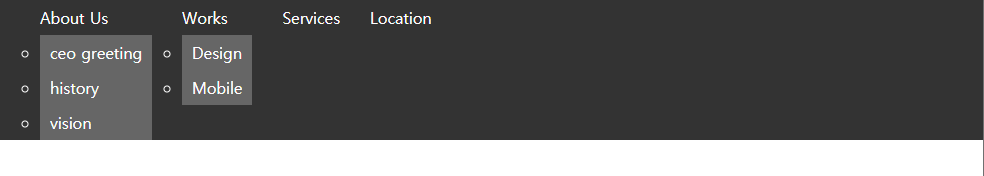 About Us Works Services Location
ceo greeting Design
history Mobile
vision